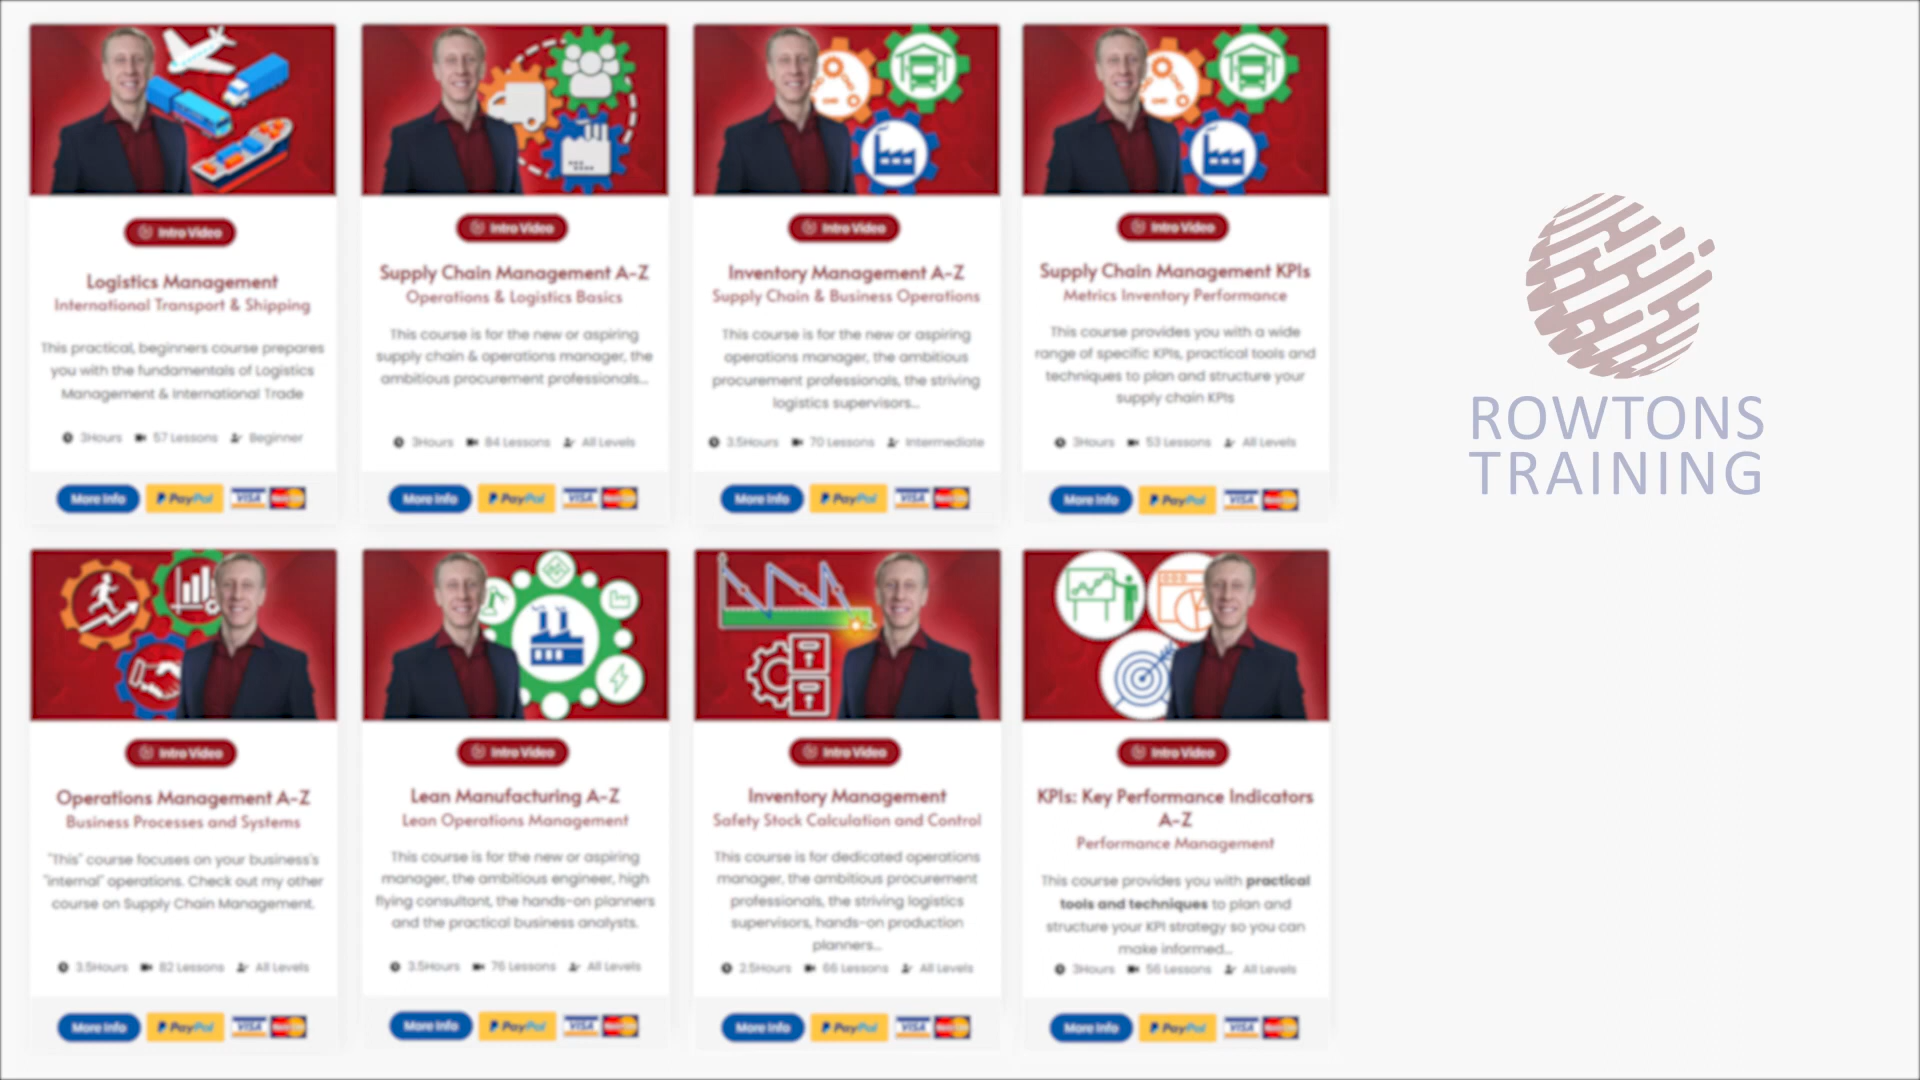 Intro Video
Logistics Management
International Transport & Shipping
This practical, beginners course prepares
you with the fundamentals of Logistics
Management & International Trade
3Hours 57 Lessons Beginner
More Info PayPal VISA
Intro Video
Supply Chain Management A-Z
Operations & Logistics Basics
This course is for the new or aspiring
supply chain & operations manager, the
ambitious procurement professionals...
3Hours 84 Lessons All Levels
More Info PayPal VISA
Intro Video
Inventory Management A-Z
Supply Chain & Business Operations
This course is for the new or aspiring
operations manager, the ambitious
procurement professionals, the striving
logistics supervisors...
3.5Hours 70 Lessons Intermediate
More Info PayPal VISA
Intro Video
Supply Chain Management KPIs
Metrics Inventory Performance
This course provides you with a wide
range of specific KPIs, practical tools and
techniques to plan and structure your
supply chain KPIs
3Hours 53 Lessons All Levels
More Info PayPal VISA
ROWTONS
TRAINING
Intro Video
Operations Management A-Z
Business Processes and Systems
"This" course focuses on your business's
"internal" operations. Check out my other
course on Supply Chain Management.
3.5Hours 82 Lessons All Levels
More Info PayPal VISA
Intro Video
Lean Manufacturing A-Z
Lean Operations Management
This course is for the new or aspiring
manager, the ambitious engineer, high
flying consultant, the hands-on planners
and the practical business analysts.
3.5Hours 76 Lessons All Levels
More Info PayPal VISA
Intro Video
Inventory Management
Safety Stock Calculation and Control
This course is for dedicated operations
manager, the ambitious procurement
professionals, the striving logistics
supervisors, hands-on production
planners...
2.5Hours 66 Lessons All Levels
More Info PayPal VISA
Intro Video
KPIs: Key Performance Indicators
A-Z
Performance Management
This course provides you with practical
tools and techniques to plan and
structure your KPI strategy so you can
make informed...
3Hours 56 Lessons All Levels
More Info PayPal VISA